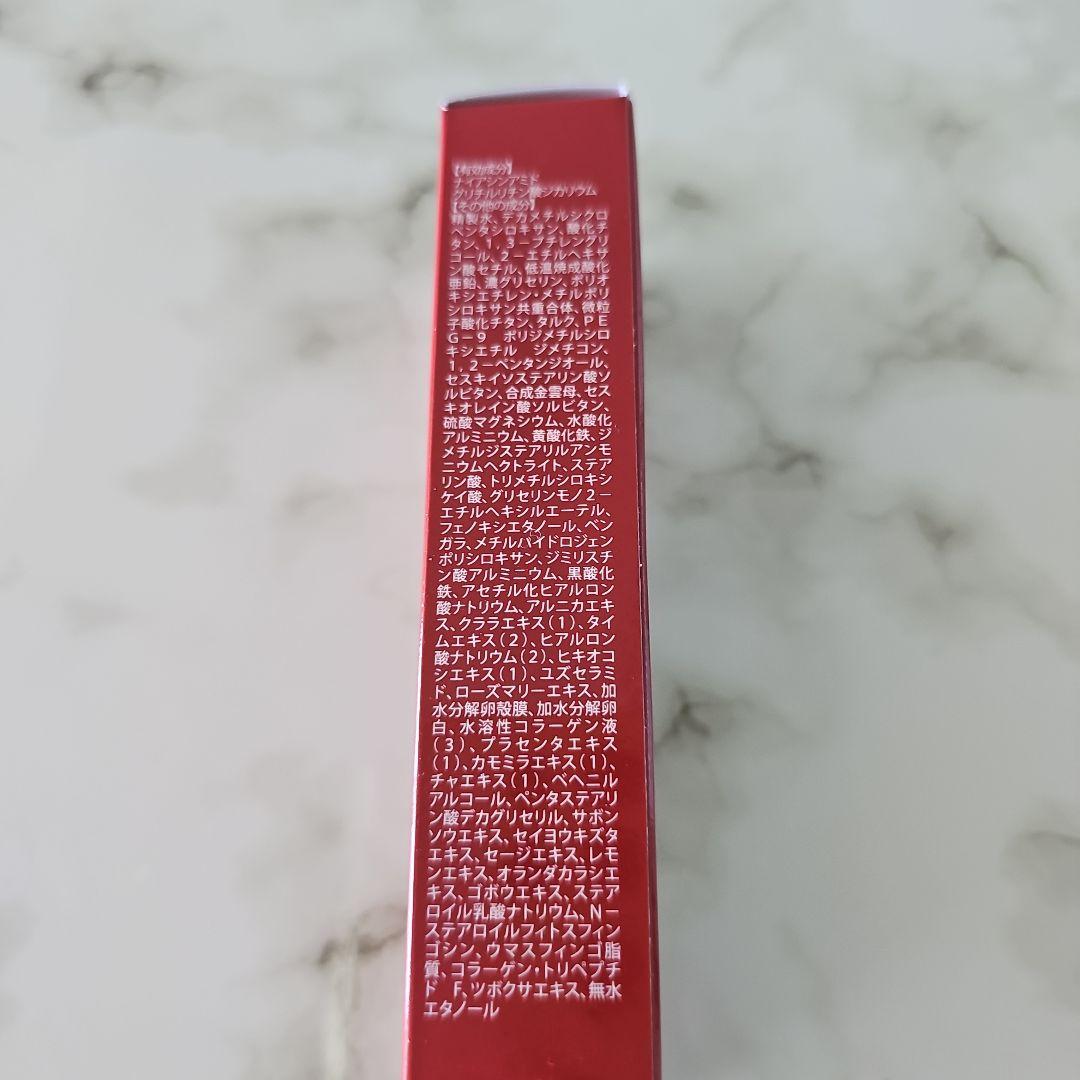 【有効成分】
ナイアシンアミド
グリチルリチン酸ジカリウム
【その他の成分】
精製水、デカメチルシクロ
ペンタシロキサン、酸化チ
タン、1,3－ブチレングリ
コール、2－エチルヘキサ
ン酸セチル、低温焼成酸化
亜鉛、濃グリセリン、ポリオ
キシエチレン・メチルポリ
シロキサン共重合体、微粒
子酸化チタン、タルク、PE
G－9　ポリジメチルシロ
キシエチル　ジメチコン、
1,2－ペンタンジオール、
セスキイソステアリン酸ソ
ルビタン、合成金雲母、セス
キオレイン酸ソルビタン、
硫酸マグネシウム、水酸化
アルミニウム、黄酸化鉄、ジ
メチルジステアリルアンモ
ニウムヘクトライト、ステア
リン酸、トリメチルシロキシ
ケイ酸、グリセリンモノ2－
エチルヘキシルエーテル、
フェノキシエタノール、ベン
ガラ、メチルハイドロジェン
ポリシロキサン、ジミリスチ
ン酸アルミニウム、黒酸化
鉄、アセチル化ヒアルロン
酸ナトリウム、アルニカエキ
ス、クララエキス（1）、タイ
ムエキス（2）、ヒアルロン
酸ナトリウム（2）、ヒキオコ
シエキス（1）、ユズセラミ
ド、ローズマリーエキス、加
水分解卵殻膜、加水分解卵
白、水溶性コラーゲン液
（3）、プラセンタエキス
（1）、カモミラエキス（1）、
チャエキス（1）、ベヘニル
アルコール、ペンタステアリ
ン酸デカグリセリル、サボン
ソウエキス、セイヨウキズタ
エキス、セージエキス、レモ
ンエキス、オランダカラシエ
キス、ゴボウエキス、ステア
ロイル乳酸ナトリウム、N－
ステアロイルフィトスフィン
ゴシン、ウマスフィンゴ脂
質、コラーゲン・トリペプチ
ド　F、ツボクサエキス、無水
エタノール